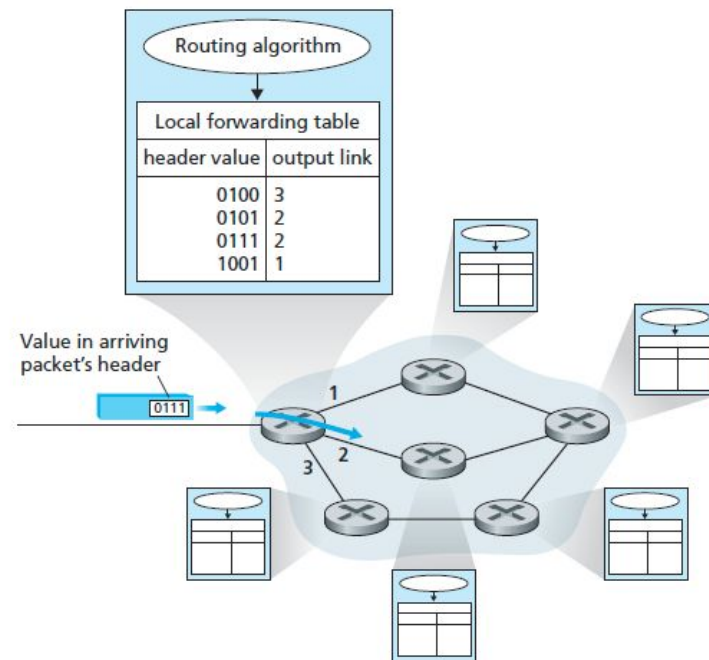 Routing algorithm
Local forwarding table
header value output link
0100 3
0101 2
0111 2
1001 1
Value in arriving
packet's header
0111
1
2
3